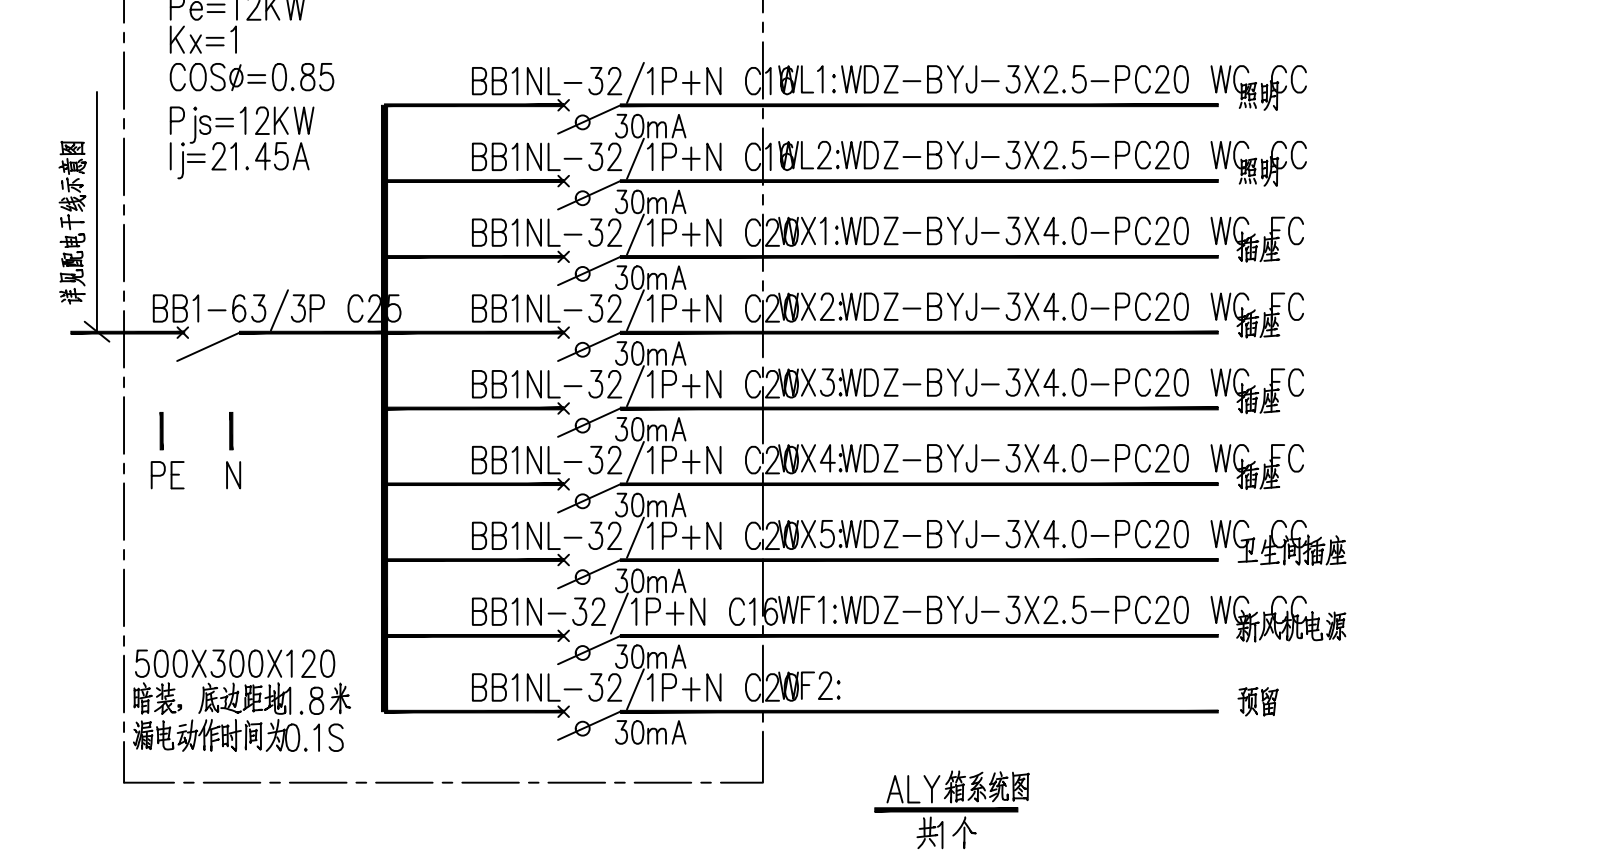 Pe=12KW
Kx=1
COSø=0.85
Pjs=12KW
Ij=21.45A
详见配电干线示意图
BB1-63/3P C25
PE N
500X300X120
暗装，底边距地1.8米
漏电动作时间为0.1S
BB1NL-32/1P+N C16 WL1:WDZ-BYJ-3X2.5-PC20 WC CC 照明
30mA
BB1NL-32/1P+N C16 WL2:WDZ-BYJ-3X2.5-PC20 WC CC 照明
30mA
BB1NL-32/1P+N C20 WX1:WDZ-BYJ-3X4.0-PC20 WC FC 插座
30mA
BB1NL-32/1P+N C20 WX2:WDZ-BYJ-3X4.0-PC20 WC FC 插座
30mA
BB1NL-32/1P+N C20 WX3:WDZ-BYJ-3X4.0-PC20 WC FC 插座
30mA
BB1NL-32/1P+N C20 WX4:WDZ-BYJ-3X4.0-PC20 WC FC 插座
30mA
BB1NL-32/1P+N C20 WX5:WDZ-BYJ-3X4.0-PC20 WC CC 卫生间插座
30mA
BB1N-32/1P+N C16 WF1:WDZ-BYJ-3X2.5-PC20 WC CC 新风机电源
30mA
BB1NL-32/1P+N C20 WF2: 预留
30mA
ALY箱系统图
共1个